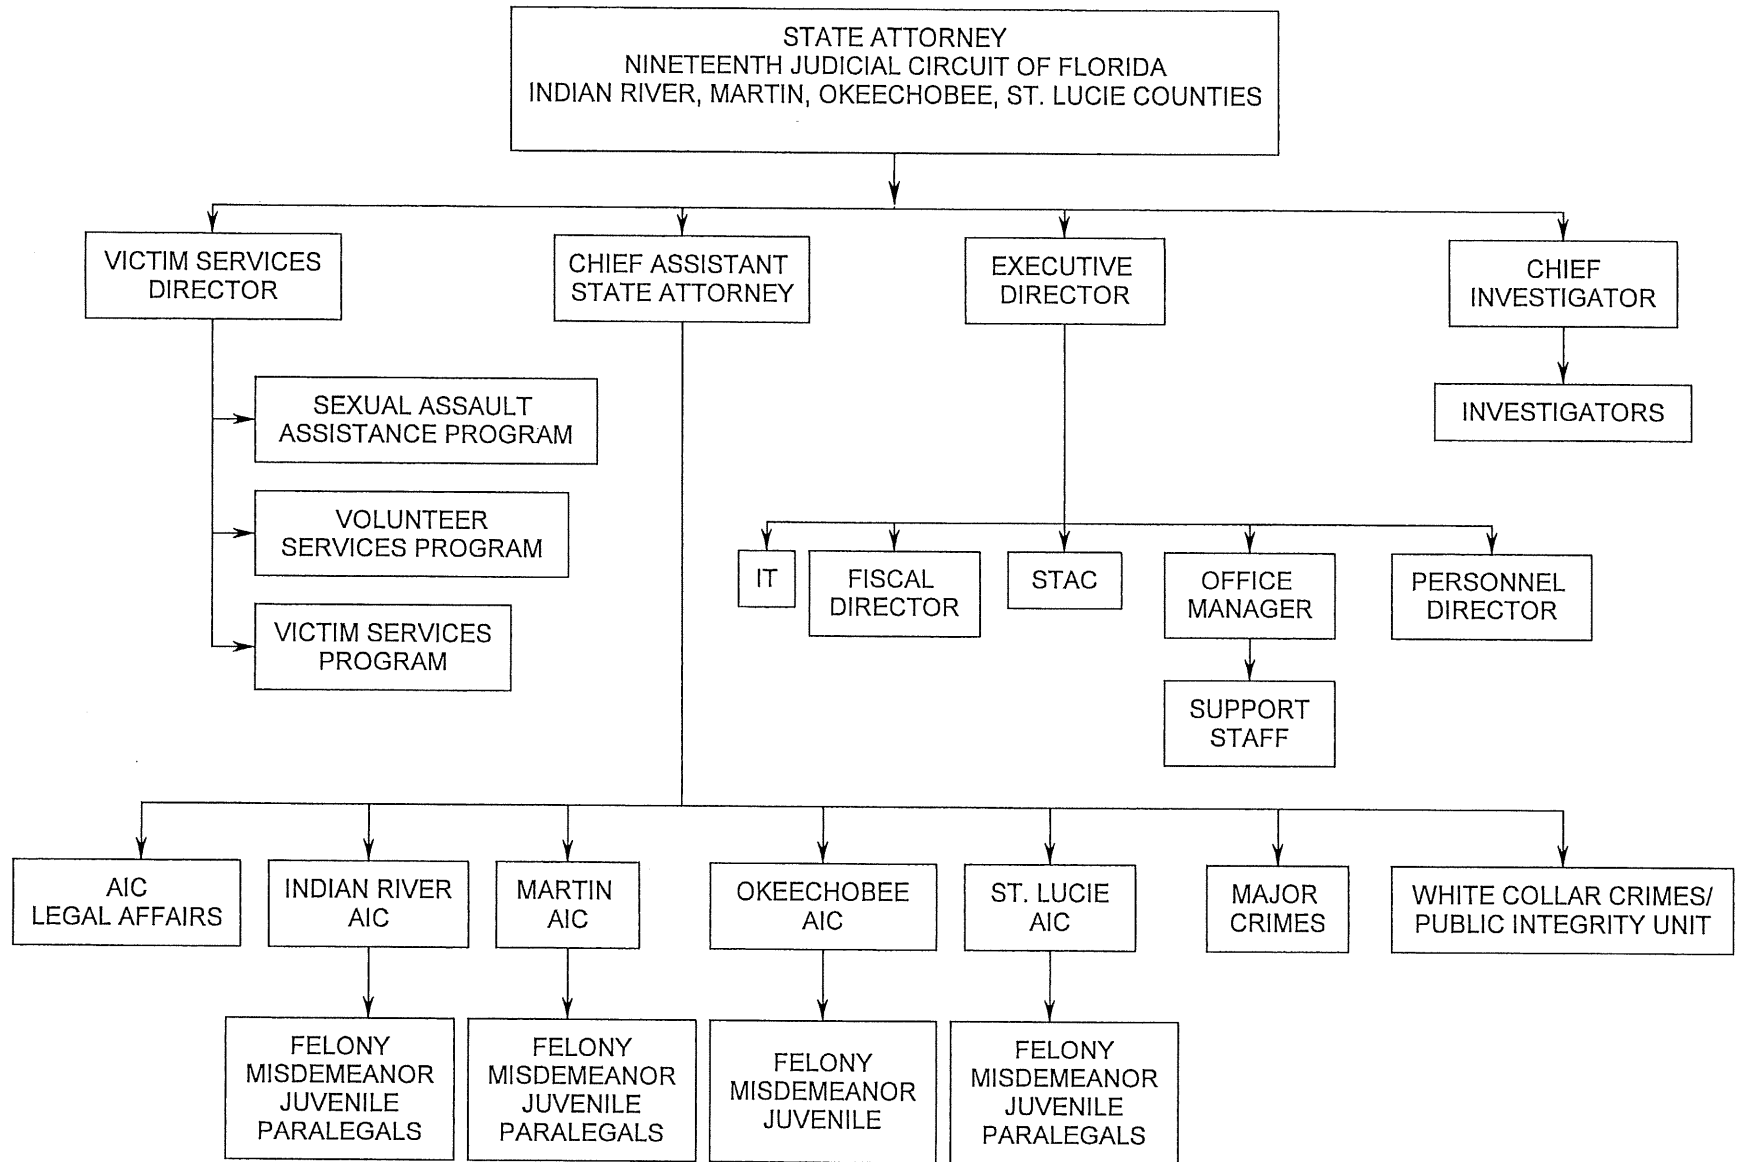 STATE ATTORNEY
NINETEENTH JUDICIAL CIRCUIT OF FLORIDA
INDIAN RIVER, MARTIN, OKEECHOBEE, ST. LUCIE COUNTIES
VICTIM SERVICES
DIRECTOR
CHIEF ASSISTANT
STATE ATTORNEY
EXECUTIVE
DIRECTOR
CHIEF
INVESTIGATOR
SEXUAL ASSAULT
ASSISTANCE PROGRAM
VOLUNTEER
SERVICES PROGRAM
VICTIM SERVICES
PROGRAM
INVESTIGATORS
IT
FISCAL
DIRECTOR
STAC
OFFICE
MANAGER
PERSONNEL
DIRECTOR
SUPPORT
STAFF
AIC
LEGAL AFFAIRS
INDIAN RIVER
AIC
MARTIN
AIC
OKEECHOBEE
AIC
ST. LUCIE
AIC
MAJOR
CRIMES
WHITE COLLAR CRIMES/
PUBLIC INTEGRITY UNIT
FELONY
MISDEMEANOR
JUVENILE
PARALEGALS
FELONY
MISDEMEANOR
JUVENILE
PARALEGALS
FELONY
MISDEMEANOR
JUVENILE
FELONY
MISDEMEANOR
JUVENILE
PARALEGALS